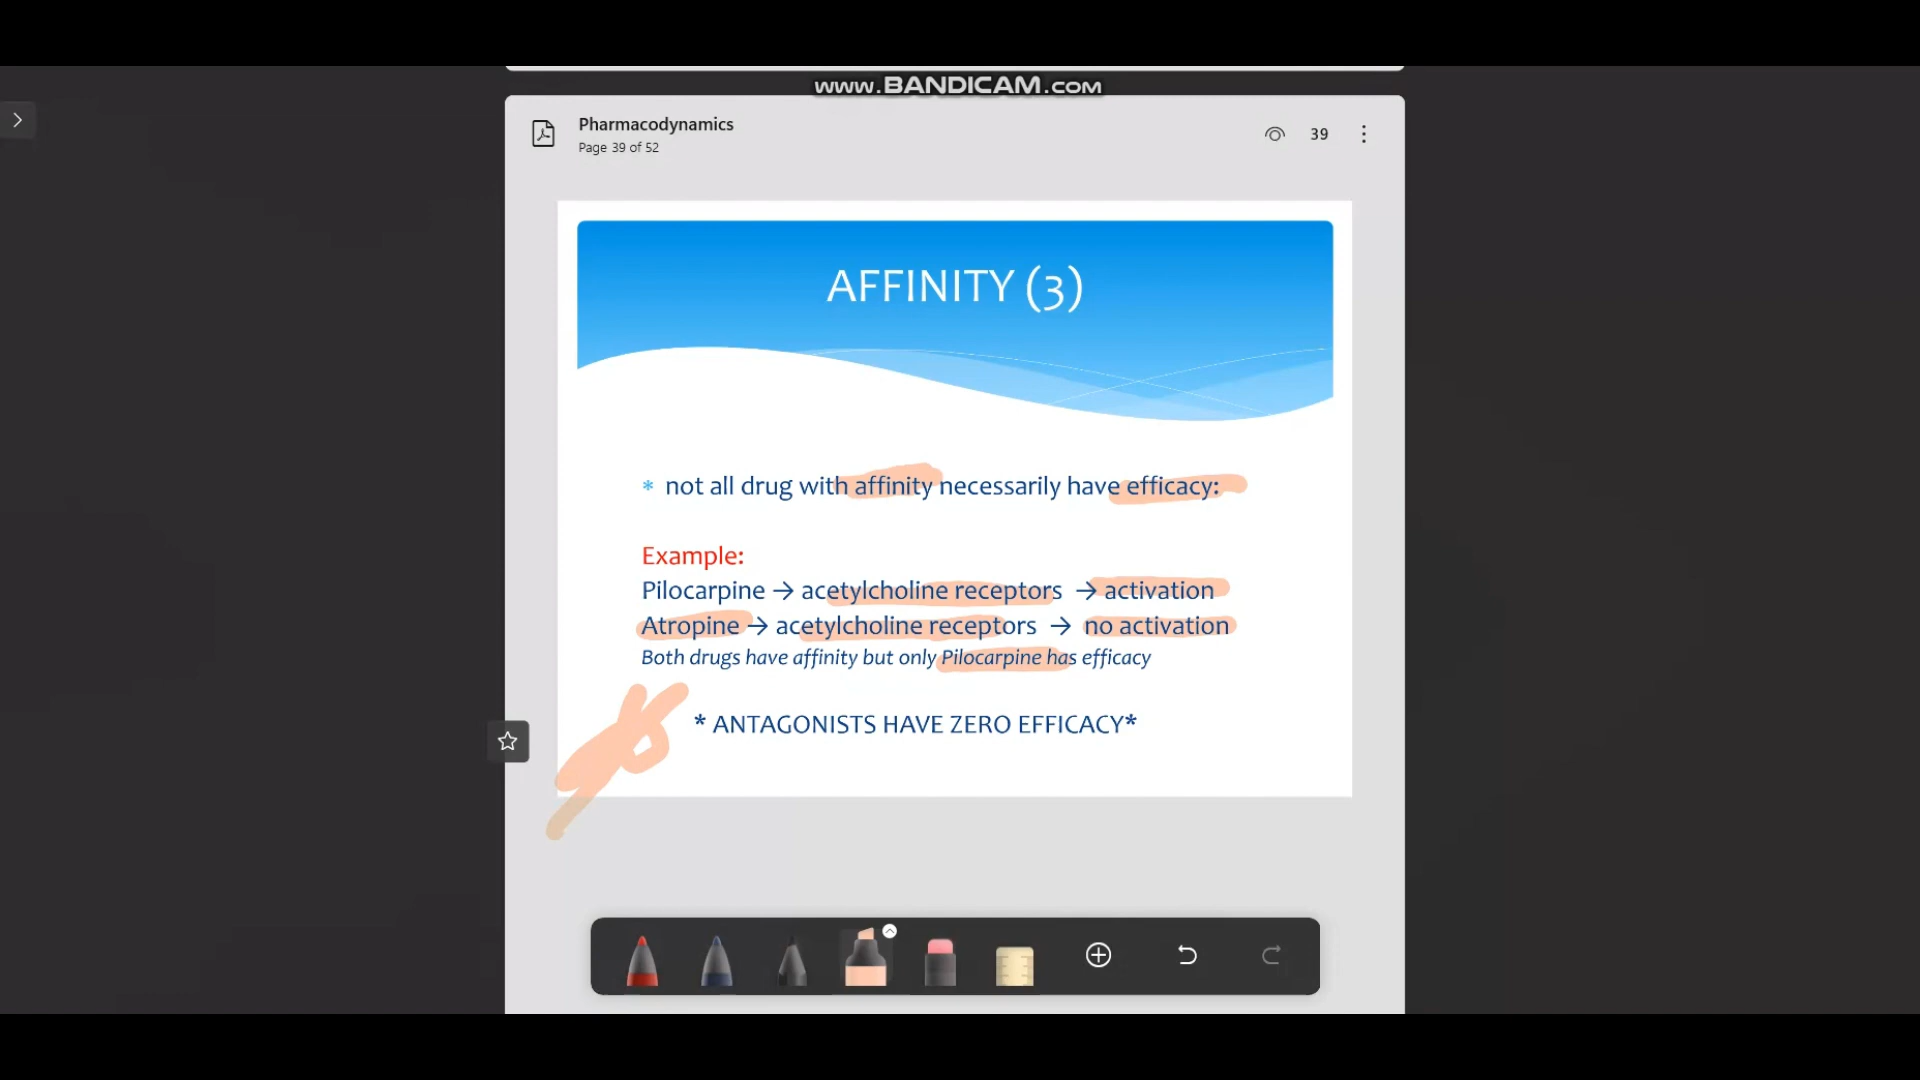 www.BANDICAM.com
Pharmacodynamics
39
Page 39 of 52
AFFINITY (3)
* not all drug with affinity necessarily have efficacy:
Example:
Pilocarpine → acetylcholine receptors → activation
Atropine → acetylcholine receptors → no activation
Both drugs have affinity but only Pilocarpine has efficacy
* ANTAGONISTS HAVE ZERO EFFICACY*